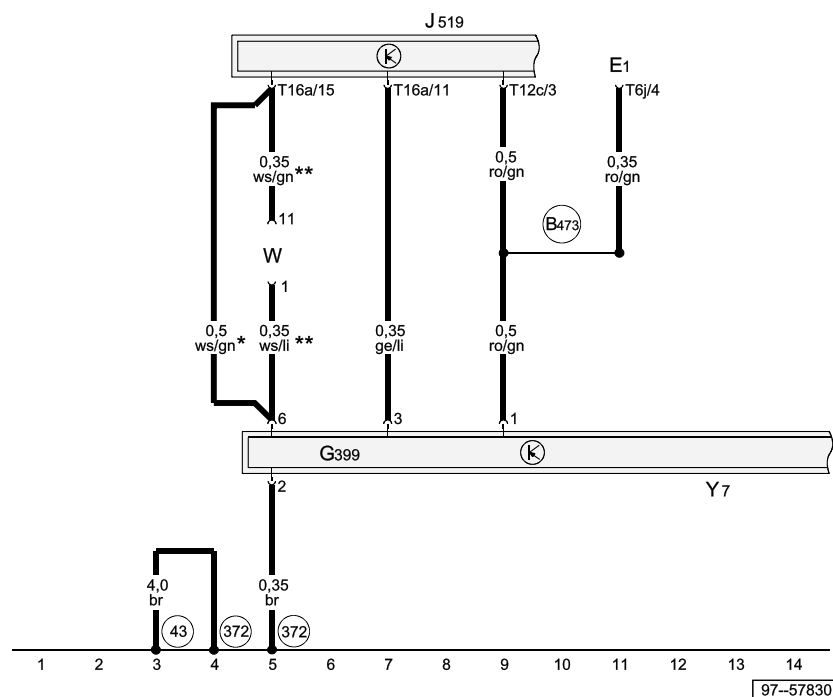 J 519
E1
T16a/15 T16a/11 T12c/3 T6j/4
0,35
ws/gn**
0,5
ro/gn
0,35
ro/gn
11
B473
W
1
0,5
ws/gn*
0,35
ws/li **
0,35
ge/li
0,5
ro/gn
6 3 1
G399
2
Y 7
4,0
br
0,35
br
43 372 372
1 2 3 4 5 6 7 8 9 10 11 12 13 14
97--57830